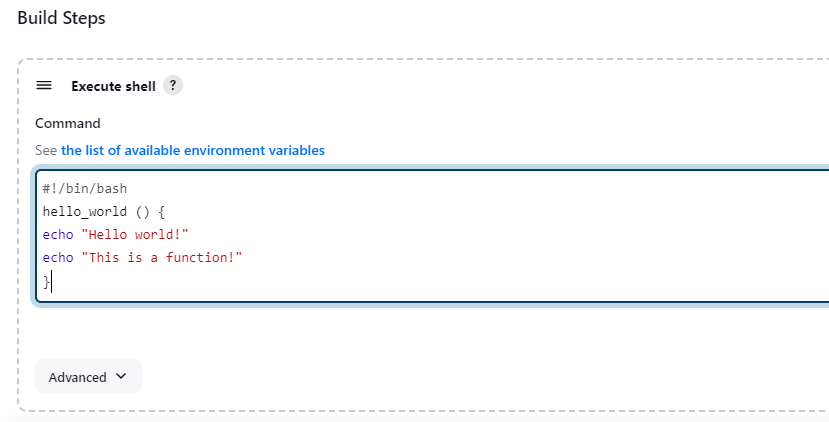 Build Steps
Execute shell ?
Command
See the list of available environment variables
#!/bin/bash
hello_world () {
echo "Hello world!"
echo "This is a function!"
}
Advanced